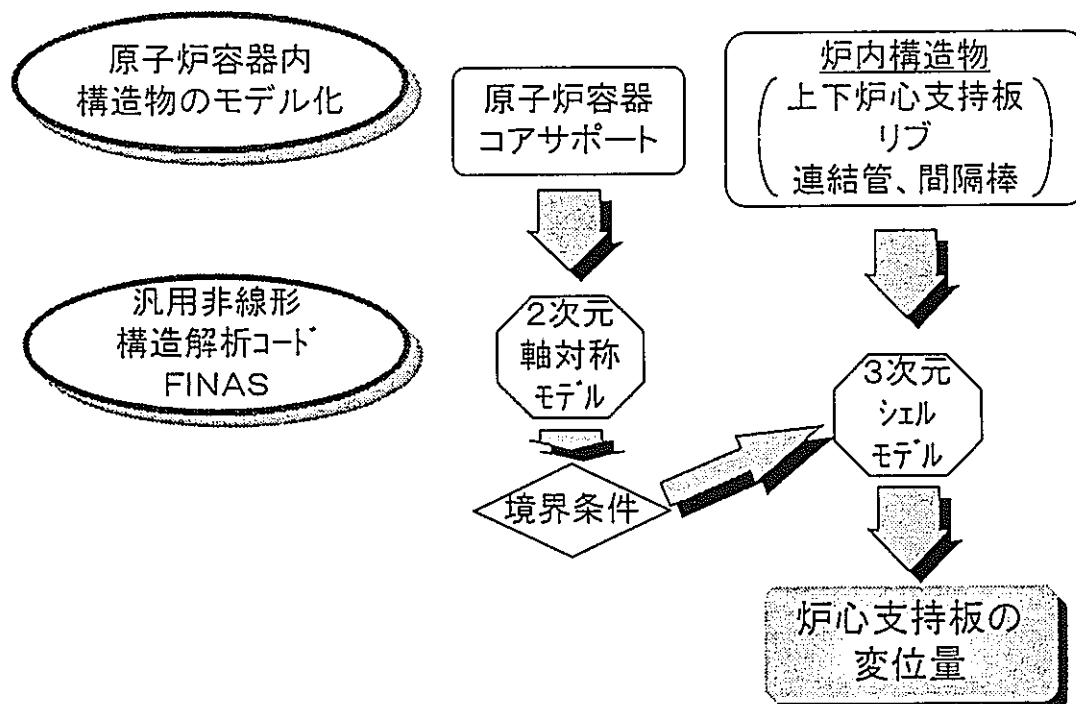 原子炉容器内
構造物のモデル化
原子炉容器
コアサポート
炉内構造物
上下炉心支持板
リブ
連結管、間隔棒
汎用非線形
構造解析コード
FINAS
2次元
軸対称
モデル
3次元
シェル
モデル
境界条件
炉心支持板の
変位量